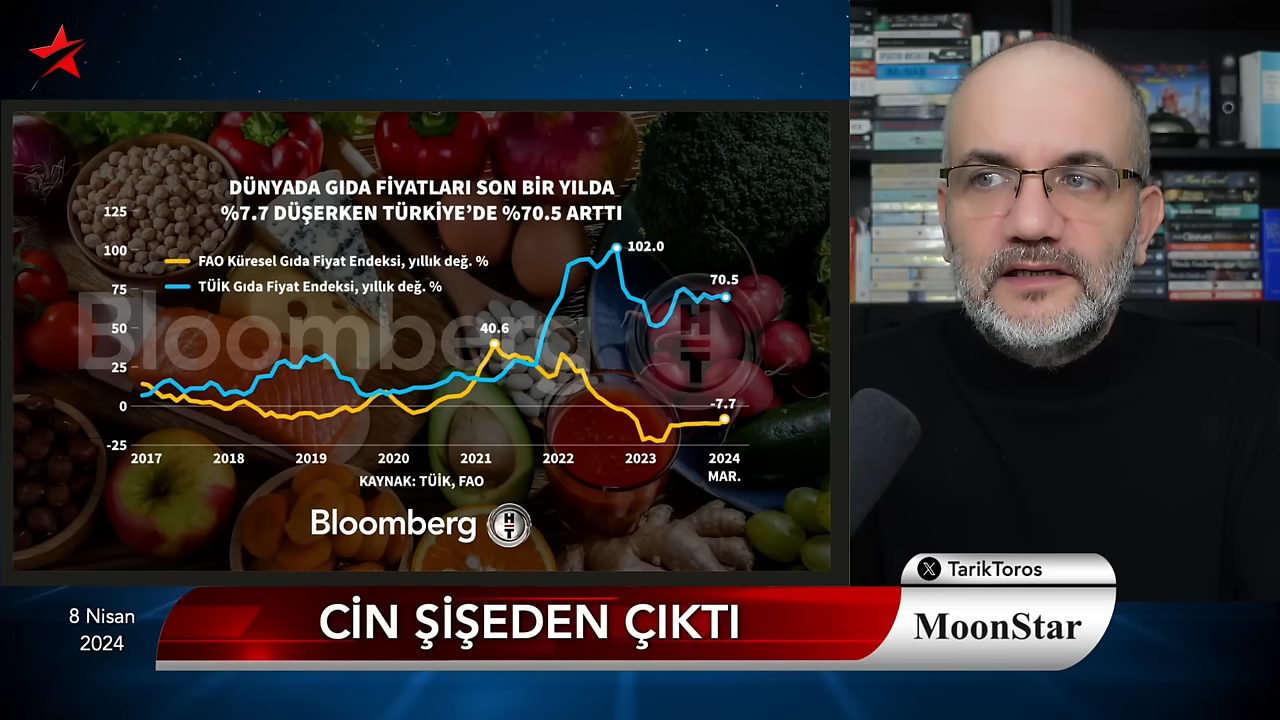 DÜNYADA GIDA FİYATLARI SON BİR YILDA
%7.7 DÜŞERKEN TÜRKİYE'DE %70.5 ARTTI
125
100
75
50
25
0
-25
FAO Küresel Gıda Fiyat Endeksi, yıllık değ. %
TÜİK Gıda Fiyat Endeksi, yıllık değ. %
102.0
70.5
40.6
-7.7
2017 2018 2019 2020 2021 2022 2023 2024
MAR.
KAYNAK: TÜİK, FAO
Bloomberg HT
Bloomberg HT
8 Nisan
2024
CİN ŞİŞEDEN ÇIKTI
X TarikToros
MoonStar